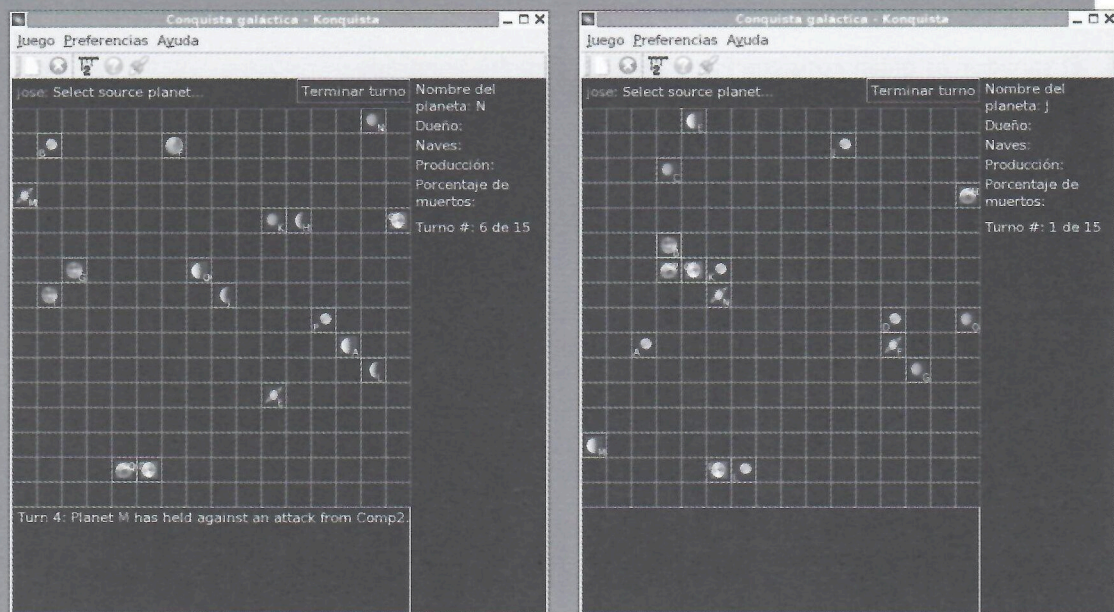 Conquista galáctica - Konquista
Juego Preferencias Ayuda
jose: Select source planet...
Terminar turno
Nombre del
planeta: N
Dueño:
Naves:
Producción:
Porcentaje de
muertos:
Turno #: 6 de 15
N
G
M
K
H
G
O
P
A
Turn 4: Planet M has held against an attack from Comp2.
Conquista galáctica - Konquista
Juego Preferencias Ayuda
jose: Select source planet...
Terminar turno
Nombre del
planeta: J
Dueño:
Naves:
Producción:
Porcentaje de
muertos:
Turno #: 1 de 15
C
K
N
D
O
A
F
G
M